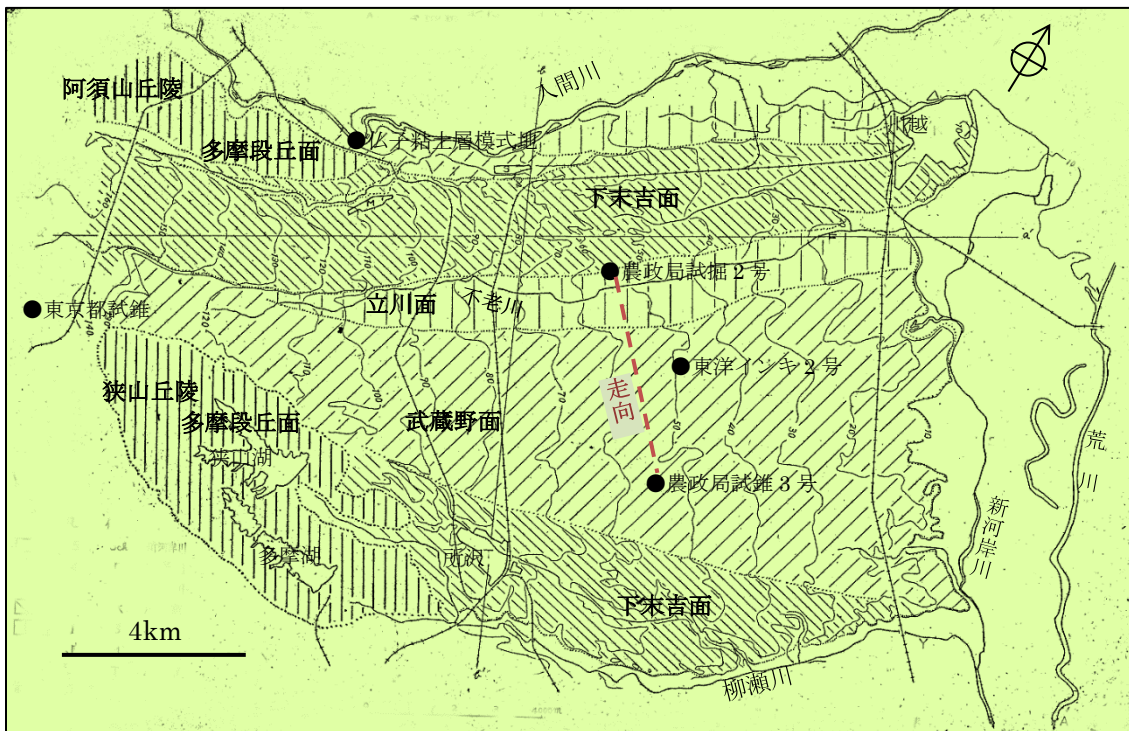 阿須山丘陵
入間川
川越
仏子粘土層模式地
多摩段丘面
下末吉面
農政局試掘2号
不老川
立川面
東京都試錐
東洋インキ2号
狭山丘陵
走向
多摩段丘面
武蔵野面
狭山湖
荒川
農政局試錐3号
新河岸川
多摩湖
所沢
下末吉面
4km
柳瀬川